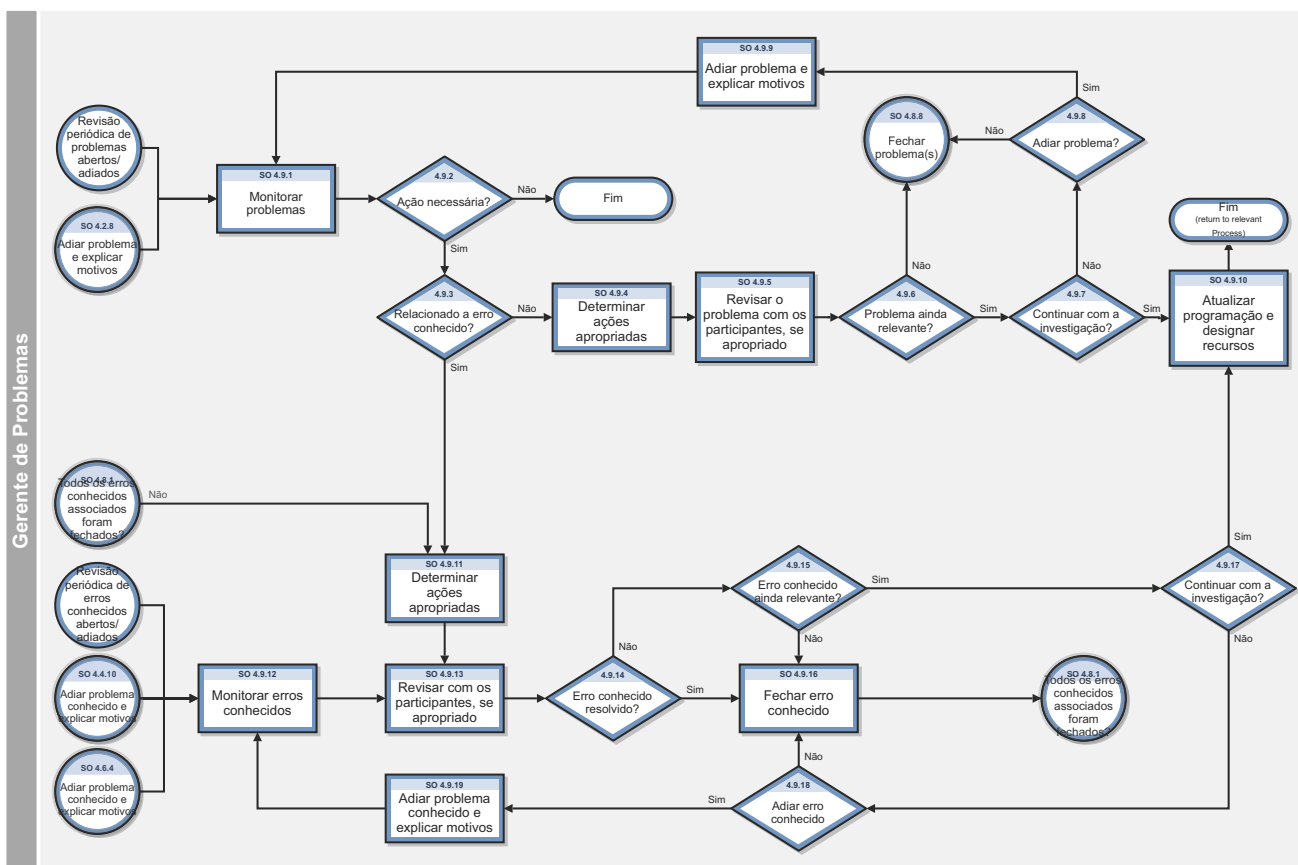 Gerente de Problemas
SO 4.9.9
Adiar problema e
explicar motivos
Sim
SO 4.8.8
Fechar
problema(s)
Não
4.9.8
Adiar problema?
Revisão
periódica de
problemas
abertos/
adiados
SO 4.9.1
Monitorar
problemas
4.9.2
Ação necessária?
Não
Fim
Sim
SO 4.2.8
Adiar problema
e explicar
motivos
Fim
(return to relevant
Process)
4.9.3
Relacionado a erro
conhecido?
Não
Sim
SO 4.9.4
Determinar
ações
apropriadas
SO 4.9.5
Revisar o
problema com os
participantes, se
apropriado
Não
4.9.6
Problema ainda
relevante?
Sim
Não
4.9.7
Continuar com a
investigação?
Sim
SO 4.9.10
Atualizar
programação e
designar
recursos
SO 4.8.1
Todos os erros
conhecidos
associados
foram
fechados?
Não
SO 4.9.11
Determinar
ações
apropriadas
Revisão
periódica de
erros
conhecidos
abertos/
adiados
4.9.15
Erro conhecido
ainda relevante?
Sim
Não
Sim
4.9.17
Continuar com a
investigação?
Não
SO 4.4.10
Adiar problema
conhecido e
explicar motivos
SO 4.9.12
Monitorar erros
conhecidos
SO 4.9.13
Revisar com os
participantes, se
apropriado
Não
4.9.14
Erro conhecido
resolvido?
Sim
SO 4.9.16
Fechar erro
conhecido
SO 4.8.1
Todos os erros
conhecidos
associados
foram
fechados?
SO 4.6.4
Adiar problema
conhecido e
explicar motivos
SO 4.9.19
Adiar problema
conhecido e
explicar motivos
Sim
Não
4.9.18
Adiar erro
conhecido